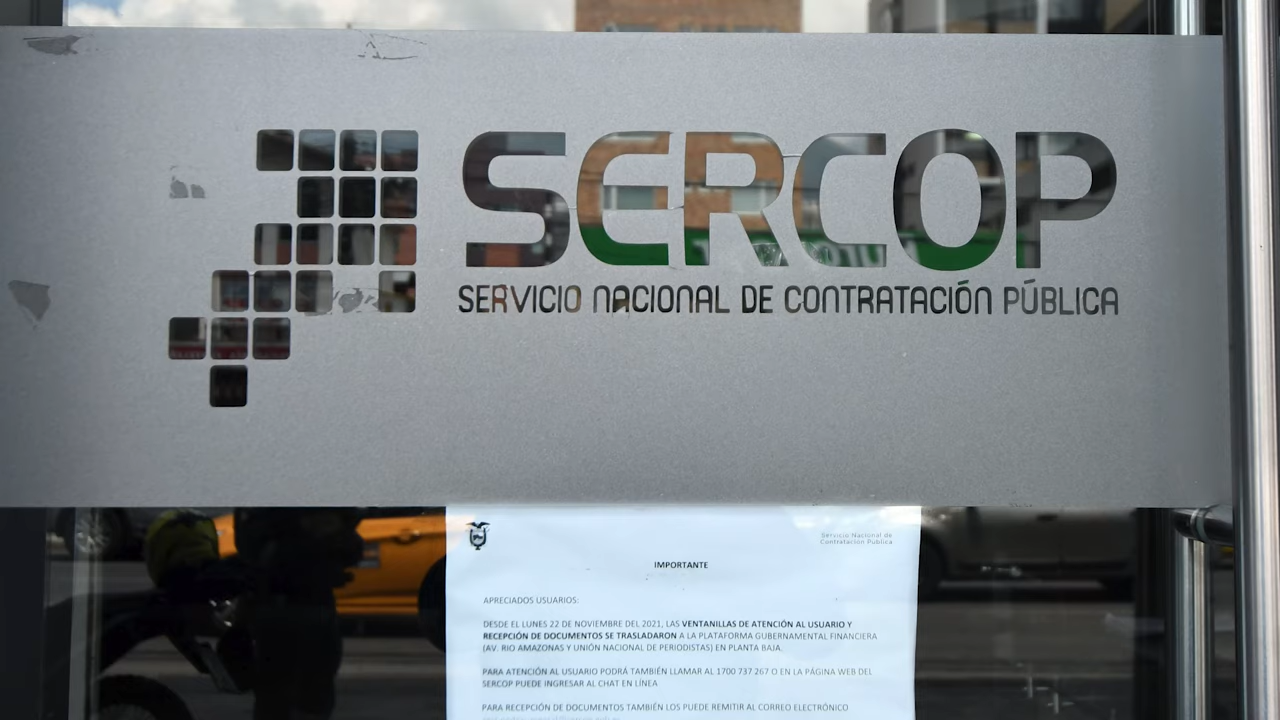 SERCOP
SERVICIO NACIONAL DE CONTRATACIÓN PÚBLICA
Servicio Nacional de
Contratación Pública
IMPORTANTE
APRECIADOS USUARIOS:
DESDE EL LUNES 22 DE NOVIEMBRE DEL 2021, LAS VENTANILLAS DE ATENCIÓN AL USUARIO Y
RECEPCIÓN DE DOCUMENTOS SE TRASLADARON A LA PLATAFORMA GUBERNAMENTAL FINANCIERA
(AV. RIO AMAZONAS Y UNIÓN NACIONAL DE PERIODISTAS) EN PLANTA BAJA.
PARA ATENCIÓN AL USUARIO PODRÁ TAMBIÉN LLAMAR AL 1700 737 267 O EN LA PÁGINA WEB DEL
SERCOP PUEDE INGRESAR AL CHAT EN LÍNEA
PARA RECEPCIÓN DE DOCUMENTOS TAMBIÉN LOS PUEDE REMITIR AL CORREO ELECTRÓNICO